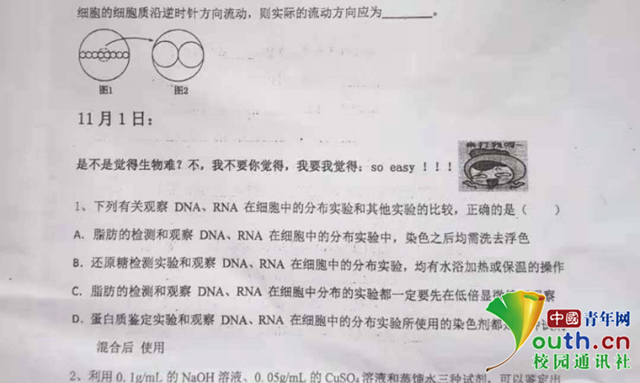 细胞的细胞质沿逆时针方向流动，则实际的流动方向应为________。
图1 图2
11月1日：
是不是觉得生物难？不，我不要你觉得，我要我觉得：so easy ！！！
1、下列有关观察 DNA、RNA 在细胞中的分布实验和其他实验的比较，正确的是（ ）
A．脂肪的检测和观察 DNA、RNA 在细胞中的分布实验中，染色之后均需洗去浮色
B．还原糖检测实验和观察 DNA、RNA 在细胞中的分布实验，均有水浴加热或保温的操作
C．脂肪的检测和观察 DNA、RNA 在细胞中分布的实验都一定要先在低倍显微镜 观察
D．蛋白质鉴定实验和观察 DNA、RNA 在细胞中的分布实验所使用的染色剂都
混合后 使用
2、利用 0.1g/mL 的 NaOH 溶液、0.05g/mL 的 CuSO₄ 溶液和蒸馏水三种试剂，可以鉴定出
中國青年网
outh.cn
校园通讯社